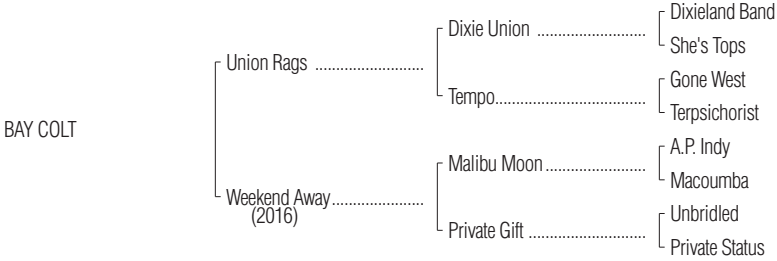 Dixieland Band
Dixie Union ..........................
She's Tops
Union Rags ..........................
Gone West
Tempo....................................
Terpsichorist
BAY COLT
A.P. Indy
Malibu Moon........................
Macoumba
Weekend Away......................
(2016)
Unbridled
Private Gift ............................
Private Status